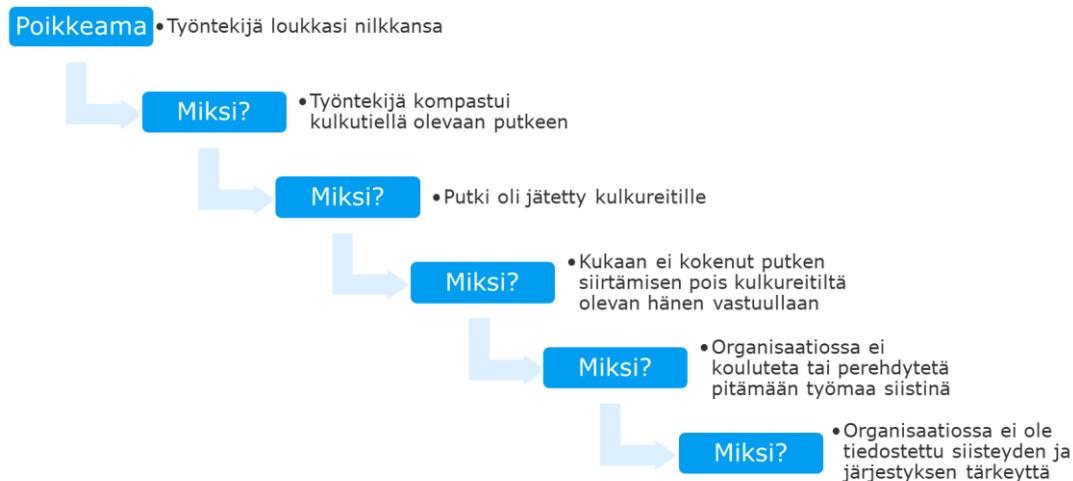 Poikkeama
•Työntekijä loukkasi nilkkansa
Miksi?
•Työntekijä kompastui
kulkutiellä olevaan putkeen
Miksi?
•Putki oli jätetty kulkureitille
Miksi?
•Kukaan ei kokenut putken
siirtämisen pois kulkureitiltä
olevan hänen vastuullaan
Miksi?
•Organisaatiossa ei
kouluteta tai perehdytetä
pitämään työmaa siistinä
Miksi?
•Organisaatiossa ei ole
tiedostettu siisteyden ja
järjestyksen tärkeyttä